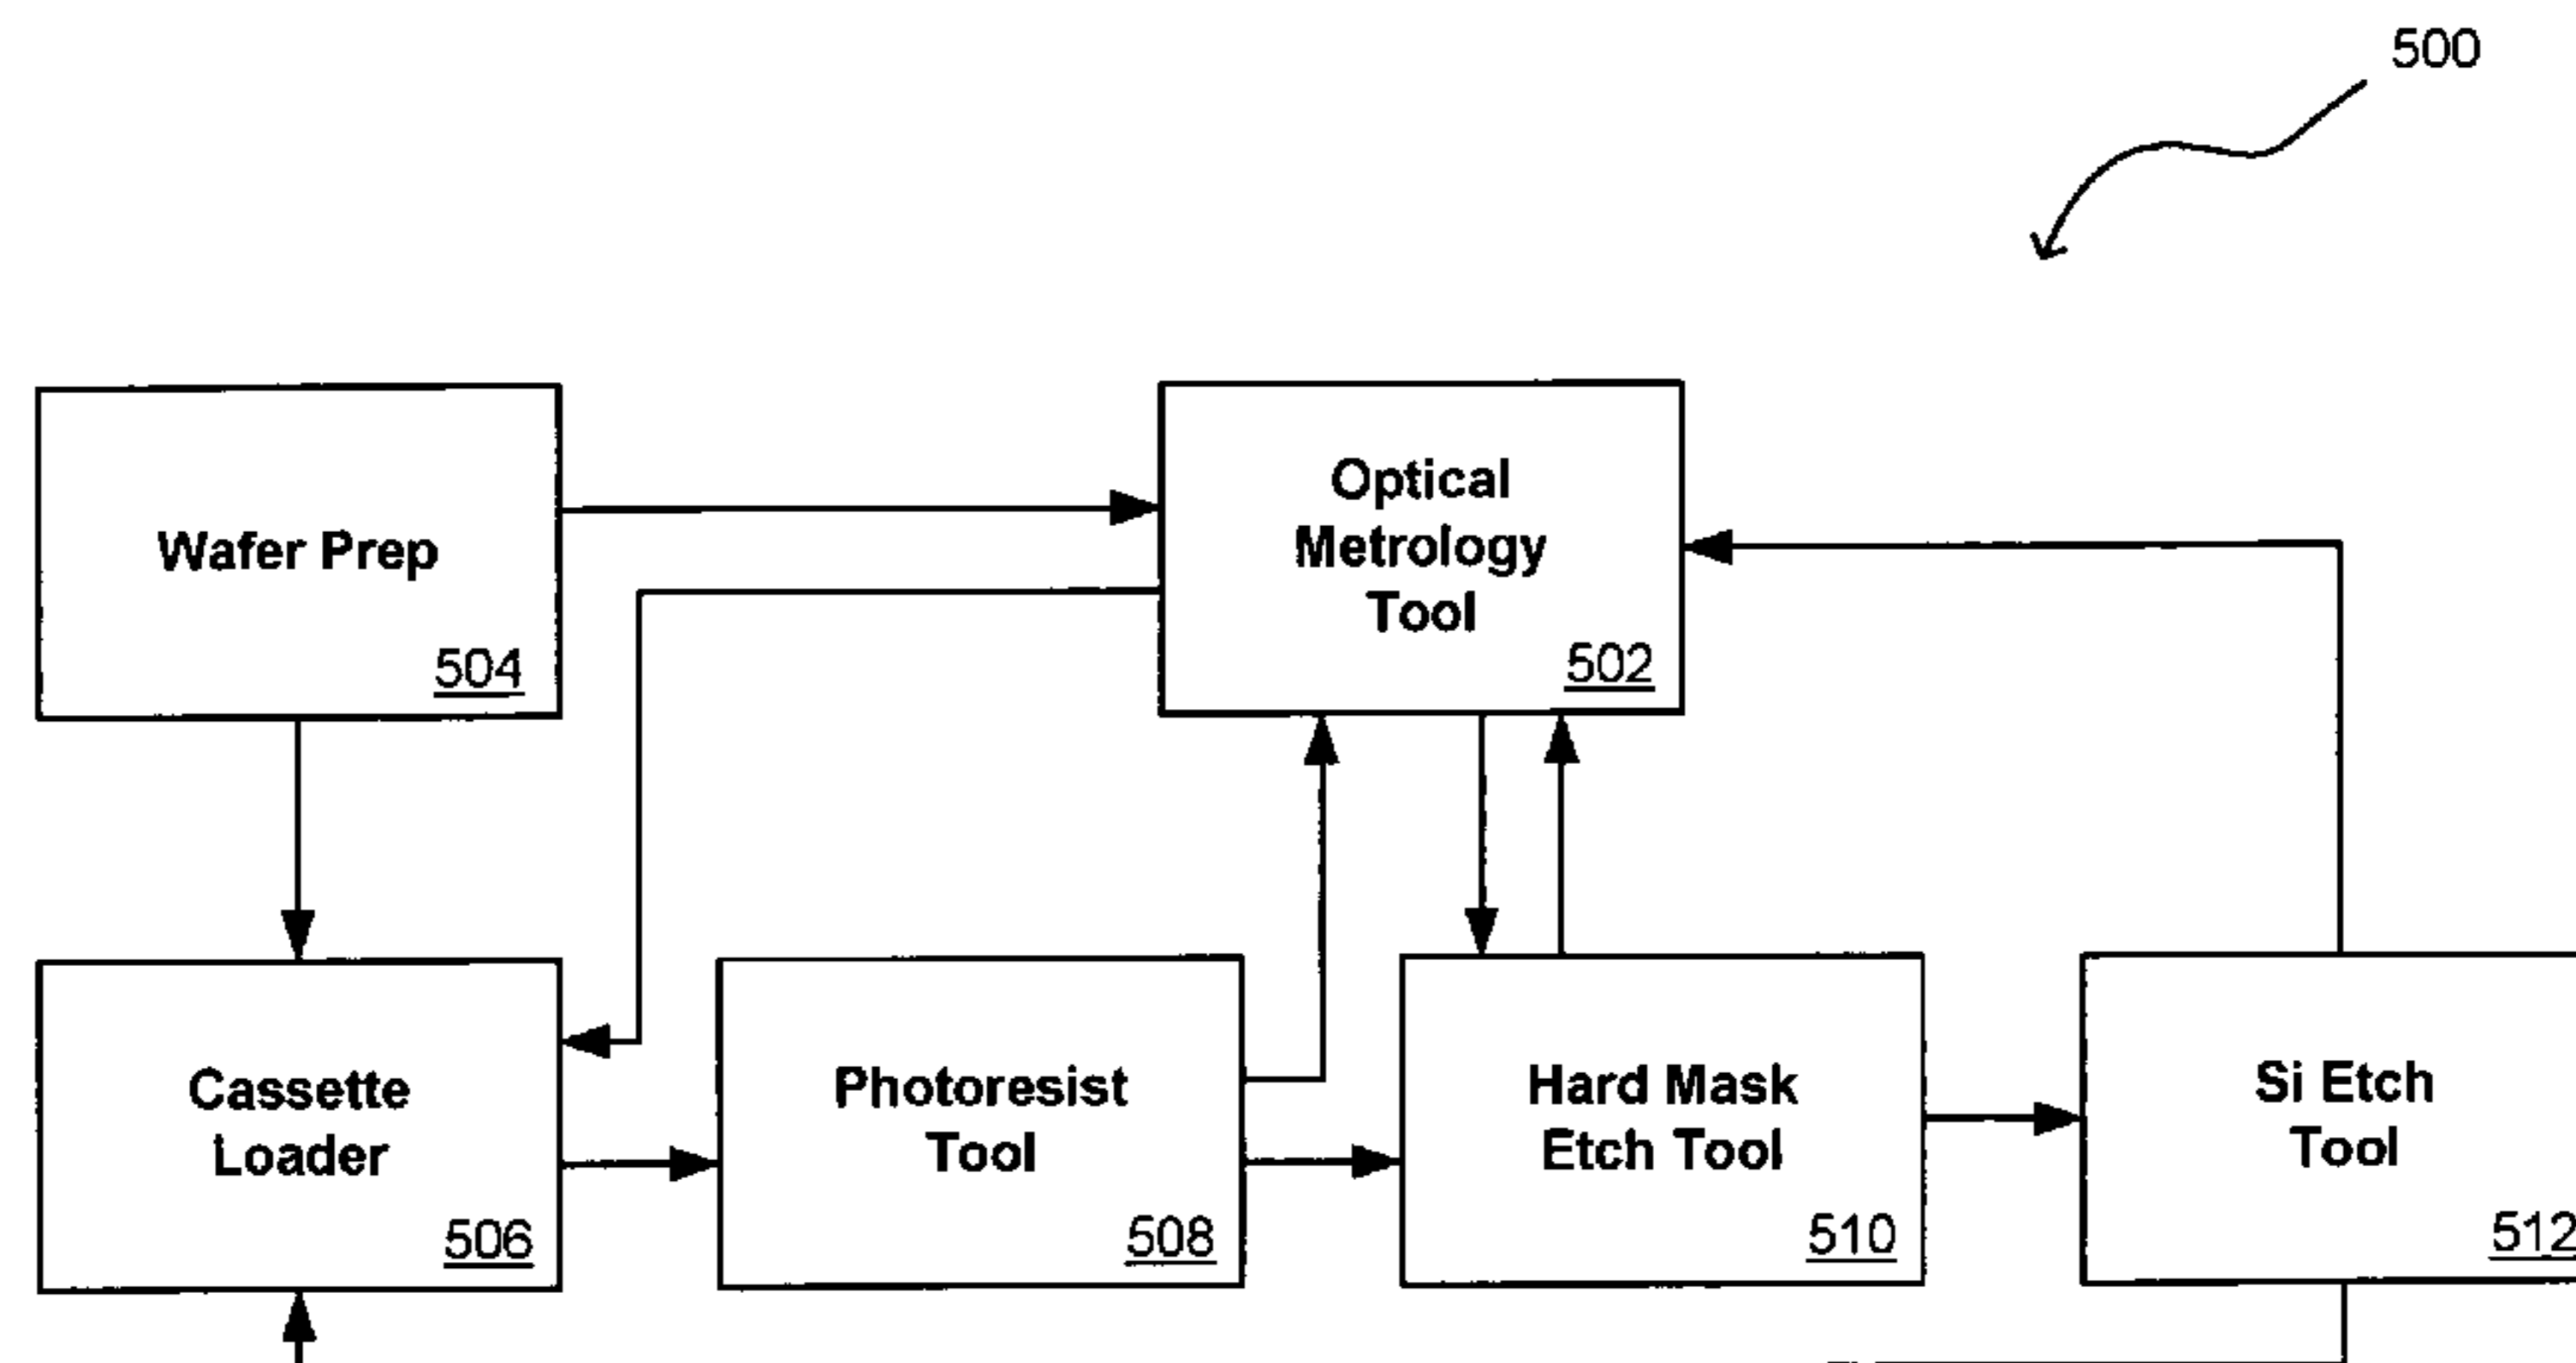 500
Wafer Prep
504
Optical
Metrology
Tool
502
Cassette
Loader
506
Photoresist
Tool
508
Hard Mask
Etch Tool
510
Si Etch
Tool
512